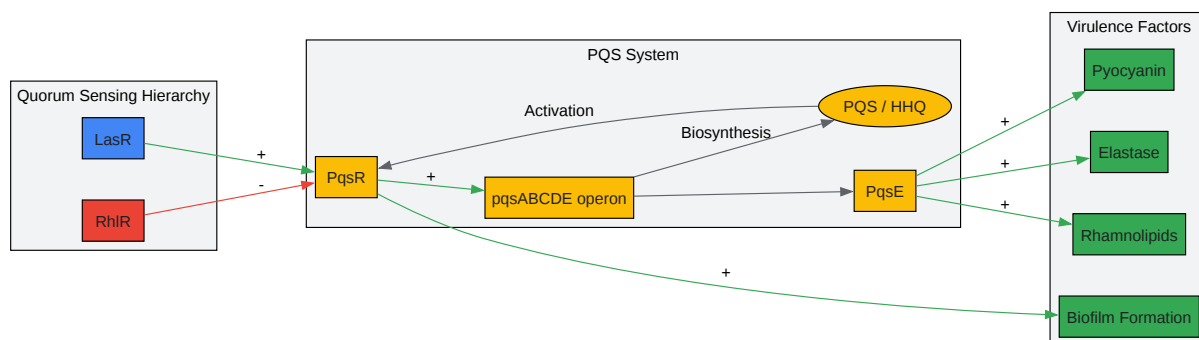 Quorum Sensing Hierarchy
LasR
RhlR
+
-
PQS System
PqsR
Activation
+
pqsABCDE operon
Biosynthesis
PQS / HHQ
PqsE
+
+
+
+
Virulence Factors
Pyocyanin
Elastase
Rhamnolipids
Biofilm Formation